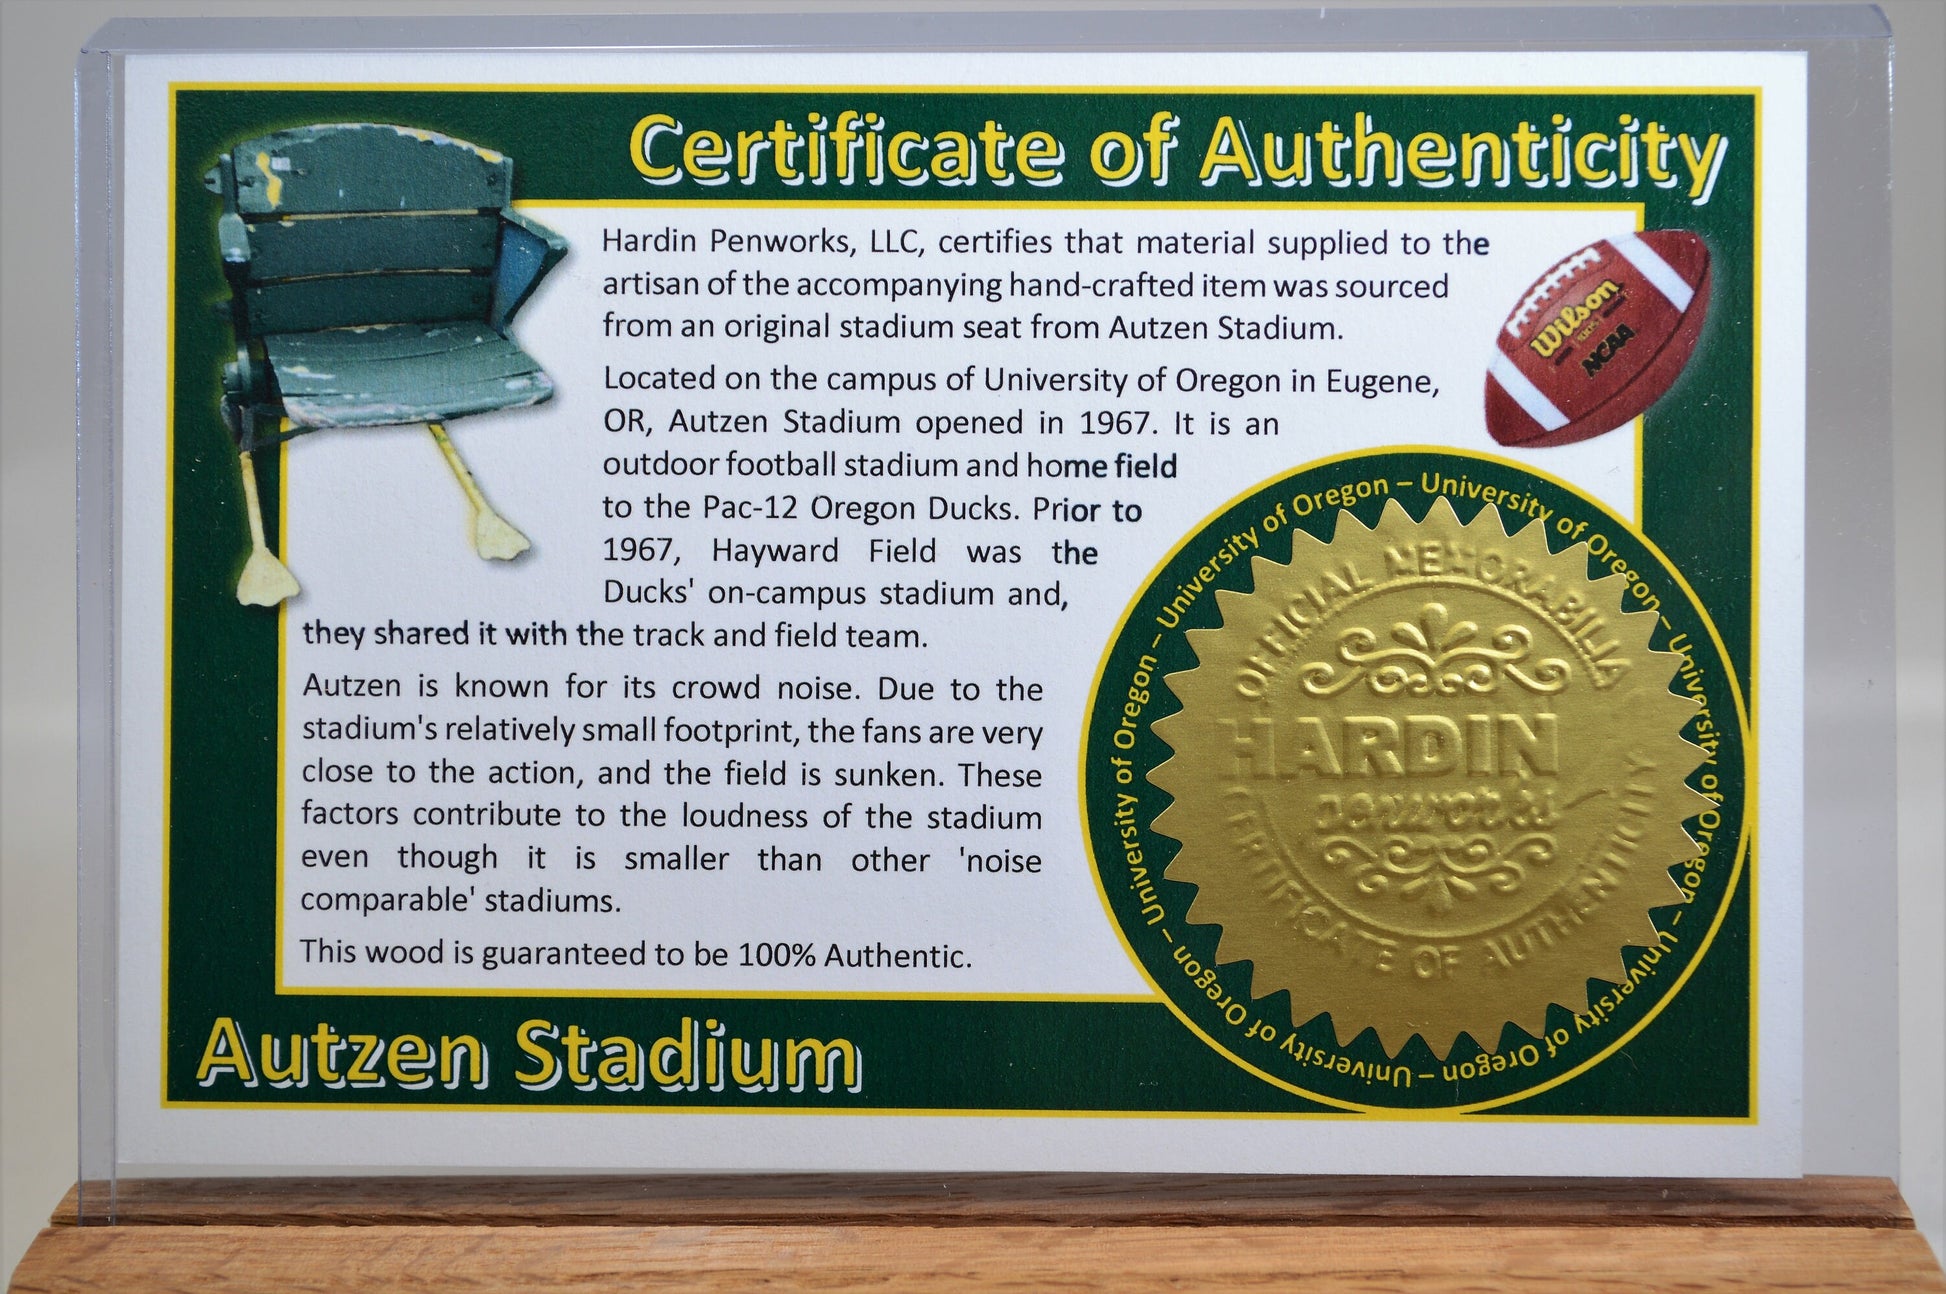 Certificate of Authenticity
Hardin Penworks, LLC, certifies that material supplied to the
artisan of the accompanying hand-crafted item was sourced
from an original stadium seat from Autzen Stadium.
Located on the campus of University of Oregon in Eugene,
OR, Autzen Stadium opened in 1967. It is an
outdoor football stadium and home field
to the Pac-12 Oregon Ducks. Prior to
1967, Hayward Field was the
Ducks' on-campus stadium and,
they shared it with the track and field team.
Autzen is known for its crowd noise. Due to the
stadium's relatively small footprint, the fans are very
close to the action, and the field is sunken. These
factors contribute to the loudness of the stadium
even though it is smaller than other 'noise
comparable' stadiums.
This wood is guaranteed to be 100% Authentic.
Autzen Stadium
Wilson
NCAA
University of Oregon – University of Oregon – University of Oregon – University of Oregon – University of Oregon – University of Oregon – University of Oregon –
OFFICIAL MEMORABILIA
HARDIN
penworks
CERTIFICATE OF AUTHENTICITY